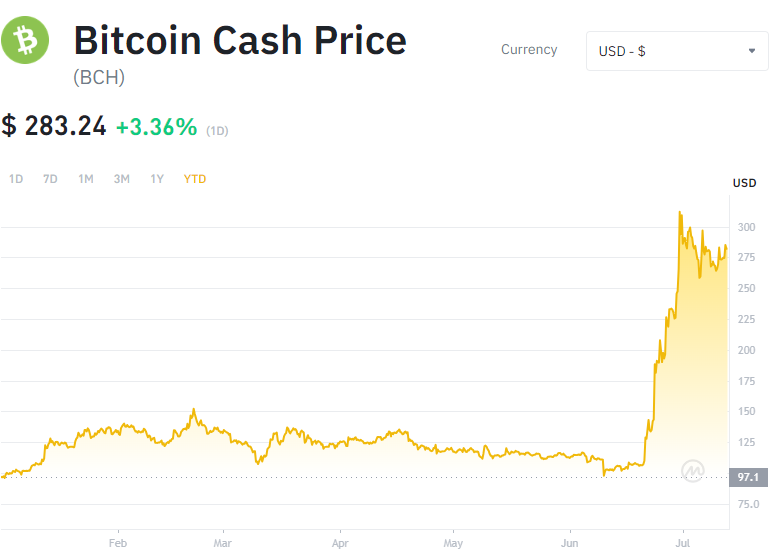 Bitcoin Cash Price
(BCH)
Currency
USD - $
$ 283.24 +3.36% (1D)
1D 7D 1M 3M 1Y YTD
USD
300
275
250
225
200
175
150
125
97.1
75.0
Feb Mar Apr May Jun Jul